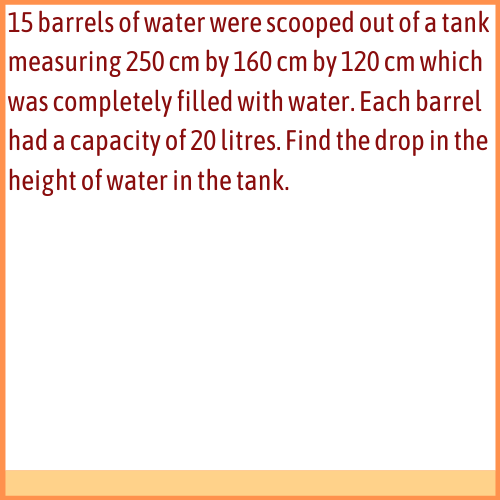 15 barrels of water were scooped out of a tank
measuring 250 cm by 160 cm by 120 cm which
was completely filled with water. Each barrel
had a capacity of 20 litres. Find the drop in the
height of water in the tank.